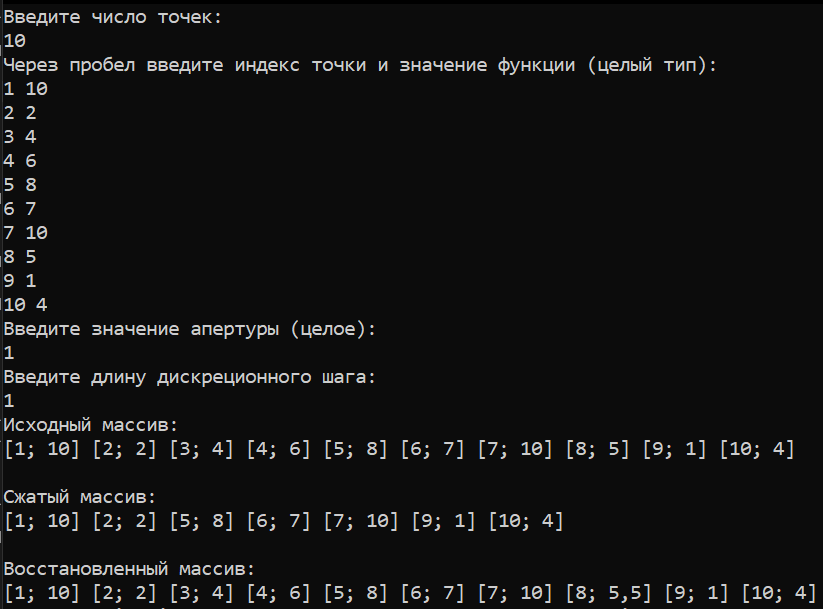 Введите число точек:
10
Через пробел введите индекс точки и значение функции (целый тип):
1 10
2 2
3 4
4 6
5 8
6 7
7 10
8 5
9 1
10 4
Введите значение апертуры (целое):
1
Введите длину дискреционного шага:
1
Исходный массив:
[1; 10] [2; 2] [3; 4] [4; 6] [5; 8] [6; 7] [7; 10] [8; 5] [9; 1] [10; 4]
Сжатый массив:
[1; 10] [2; 2] [5; 8] [6; 7] [7; 10] [9; 1] [10; 4]
Восстановленный массив:
[1; 10] [2; 2] [3; 4] [4; 6] [5; 8] [6; 7] [7; 10] [8; 5,5] [9; 1] [10; 4]